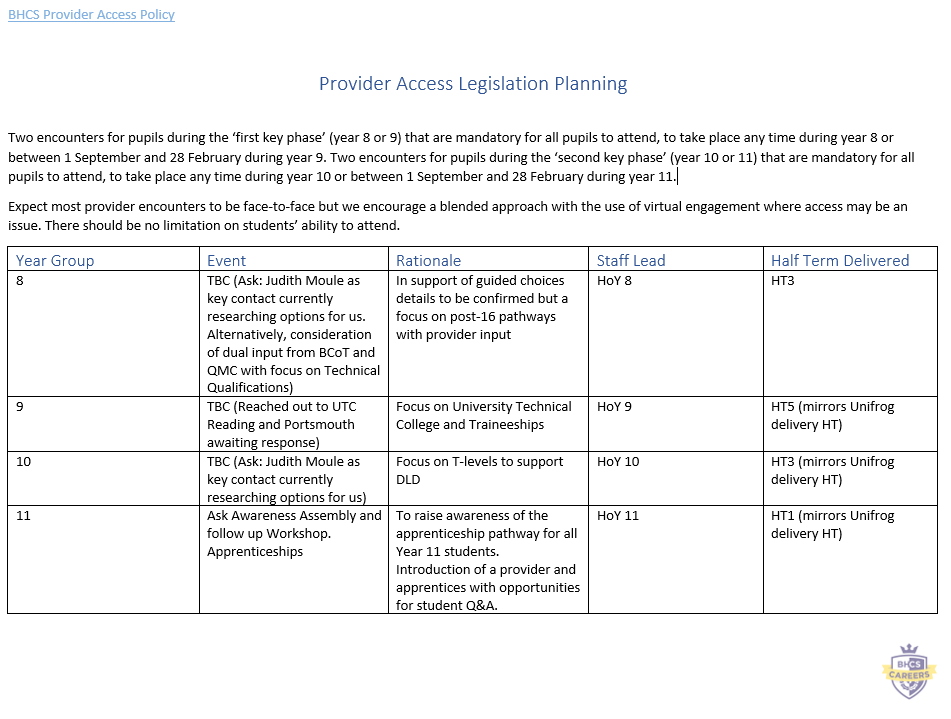 BHCS Provider Access Policy
Provider Access Legislation Planning
Two encounters for pupils during the ‘first key phase’ (year 8 or 9) that are mandatory for all pupils to attend, to take place any time during year 8 or
between 1 September and 28 February during year 9. Two encounters for pupils during the ‘second key phase’ (year 10 or 11) that are mandatory for all
pupils to attend, to take place any time during year 10 or between 1 September and 28 February during year 11.
Expect most provider encounters to be face-to-face but we encourage a blended approach with the use of virtual engagement where access may be an
issue. There should be no limitation on students’ ability to attend.
Year Group
Event
Rationale
Staff Lead
Half Term Delivered
8
TBC (Ask: Judith Moule as
key contact currently
researching options for us.
Alternatively, consideration
of dual input from BCoT and
QMC with focus on Technical
Qualifications)
In support of guided choices
details to be confirmed but a
focus on post-16 pathways
with provider input
HoY 8
HT3
9
TBC (Reached out to UTC
Reading and Portsmouth
awaiting response)
Focus on University Technical
College and Traineeships
HoY 9
HT5 (mirrors Unifrog
delivery HT)
10
TBC (Ask: Judith Moule as
key contact currently
researching options for us)
Focus on T-levels to support
DLD
HoY 10
HT3 (mirrors Unifrog
delivery HT)
11
Ask Awareness Assembly and
follow up Workshop.
Apprenticeships
To raise awareness of the
apprenticeship pathway for all
Year 11 students.
Introduction of a provider and
apprentices with opportunities
for student Q&A.
HoY 11
HT1 (mirrors Unifrog
delivery HT)
BHCS
CAREERS